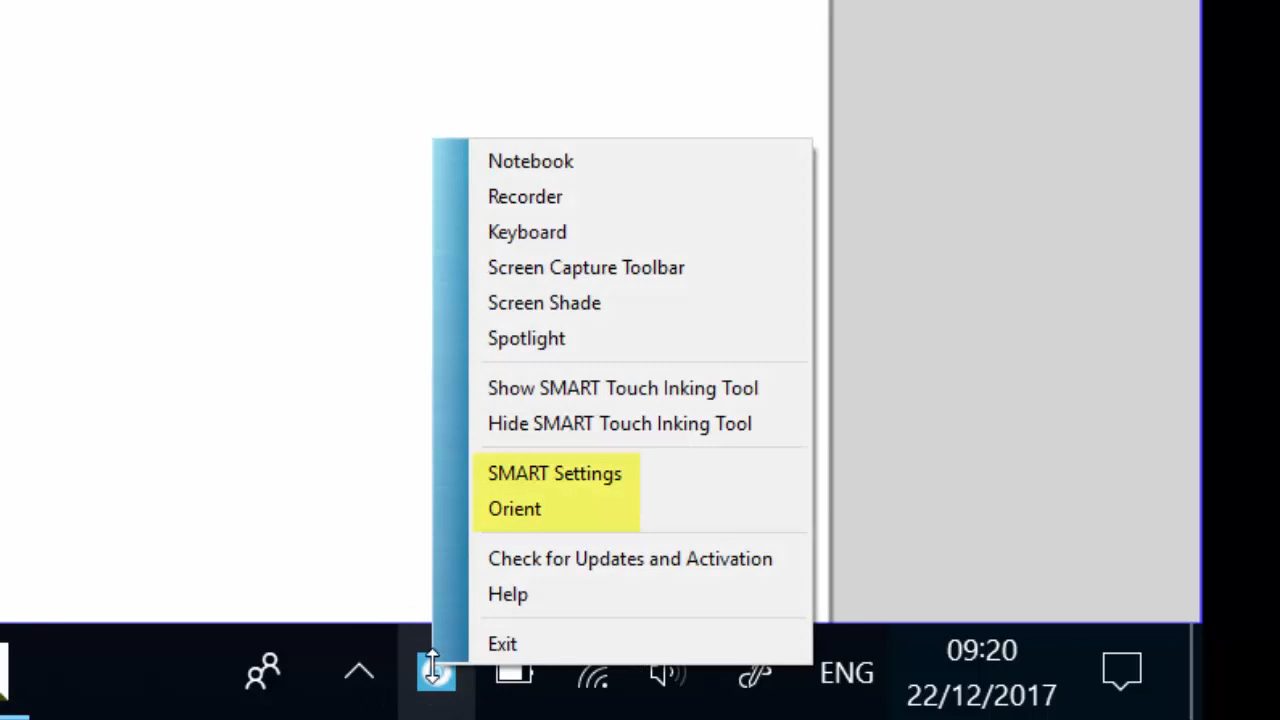 Notebook
Recorder
Keyboard
Screen Capture Toolbar
Screen Shade
Spotlight
Show SMART Touch Inking Tool
Hide SMART Touch Inking Tool
SMART Settings
Orient
Check for Updates and Activation
Help
Exit
ENG
09:20
22/12/2017